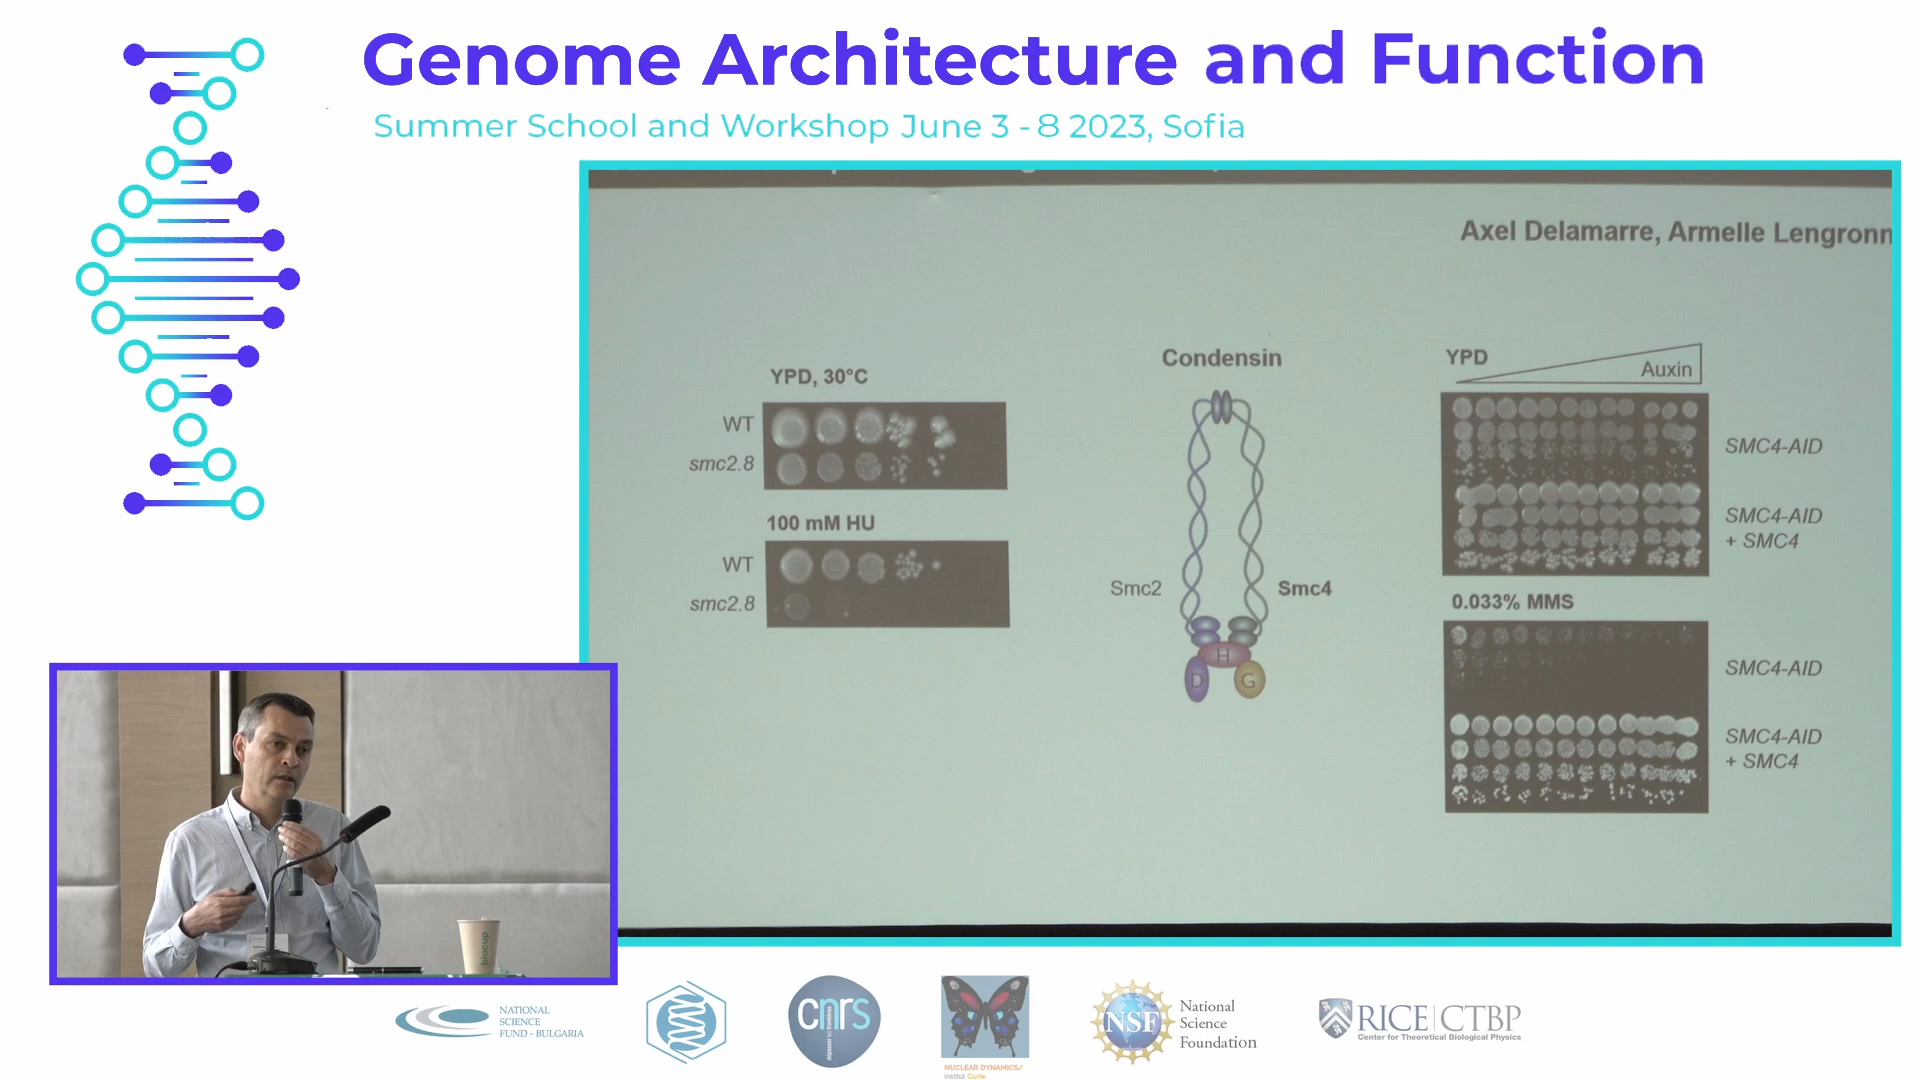 Genome Architecture and Function
Summer School and Workshop June 3 - 8 2023, Sofia
Axel Delamarre, Armelle Lengronn
YPD, 30°C
WT
smc2.8
100 mM HU
WT
smc2.8
Condensin
Smc2
Smc4
H
D
G
YPD
Auxin
SMC4-AID
SMC4-AID
+ SMC4
0.033% MMS
SMC4-AID
SMC4-AID
+ SMC4
biocup
NATIONAL
SCIENCE
FUND - BULGARIA
cnrs
NUCLEAR DYNAMICS/
institut Curie
NSF
National
Science
Foundation
RICE | CTBP
Center for Theoretical Biological Physics